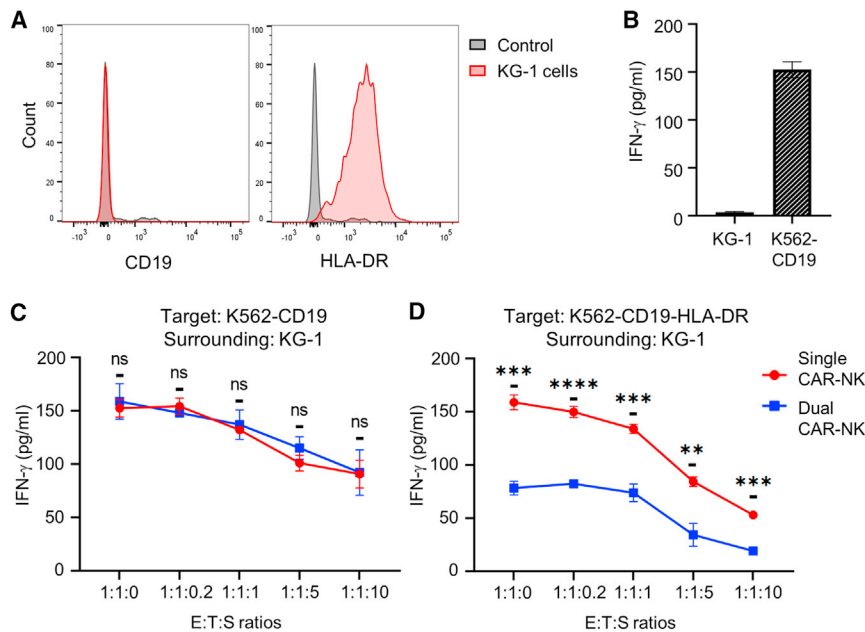 A
Count
100
80
60
40
20
0
-10³ 0 10³ 10⁴ 10⁵
CD19
100
80
60
40
20
0
-10³ 0 10³ 10⁴ 10⁵
HLA-DR
Control
KG-1 cells
B
IFN-γ (pg/ml)
200
150
100
50
0
KG-1
K562-
CD19
C
Target: K562-CD19
Surrounding: KG-1
IFN-γ (pg/ml)
200
150
100
50
0
ns
ns
ns
ns
ns
1:1:0 1:1:0.2 1:1:1 1:1:5 1:1:10
E:T:S ratios
D
Target: K562-CD19-HLA-DR
Surrounding: KG-1
IFN-γ (pg/ml)
200
150
100
50
0
***
****
***
**
***
1:1:0 1:1:0.2 1:1:1 1:1:5 1:1:10
E:T:S ratios
Single
CAR-NK
Dual
CAR-NK